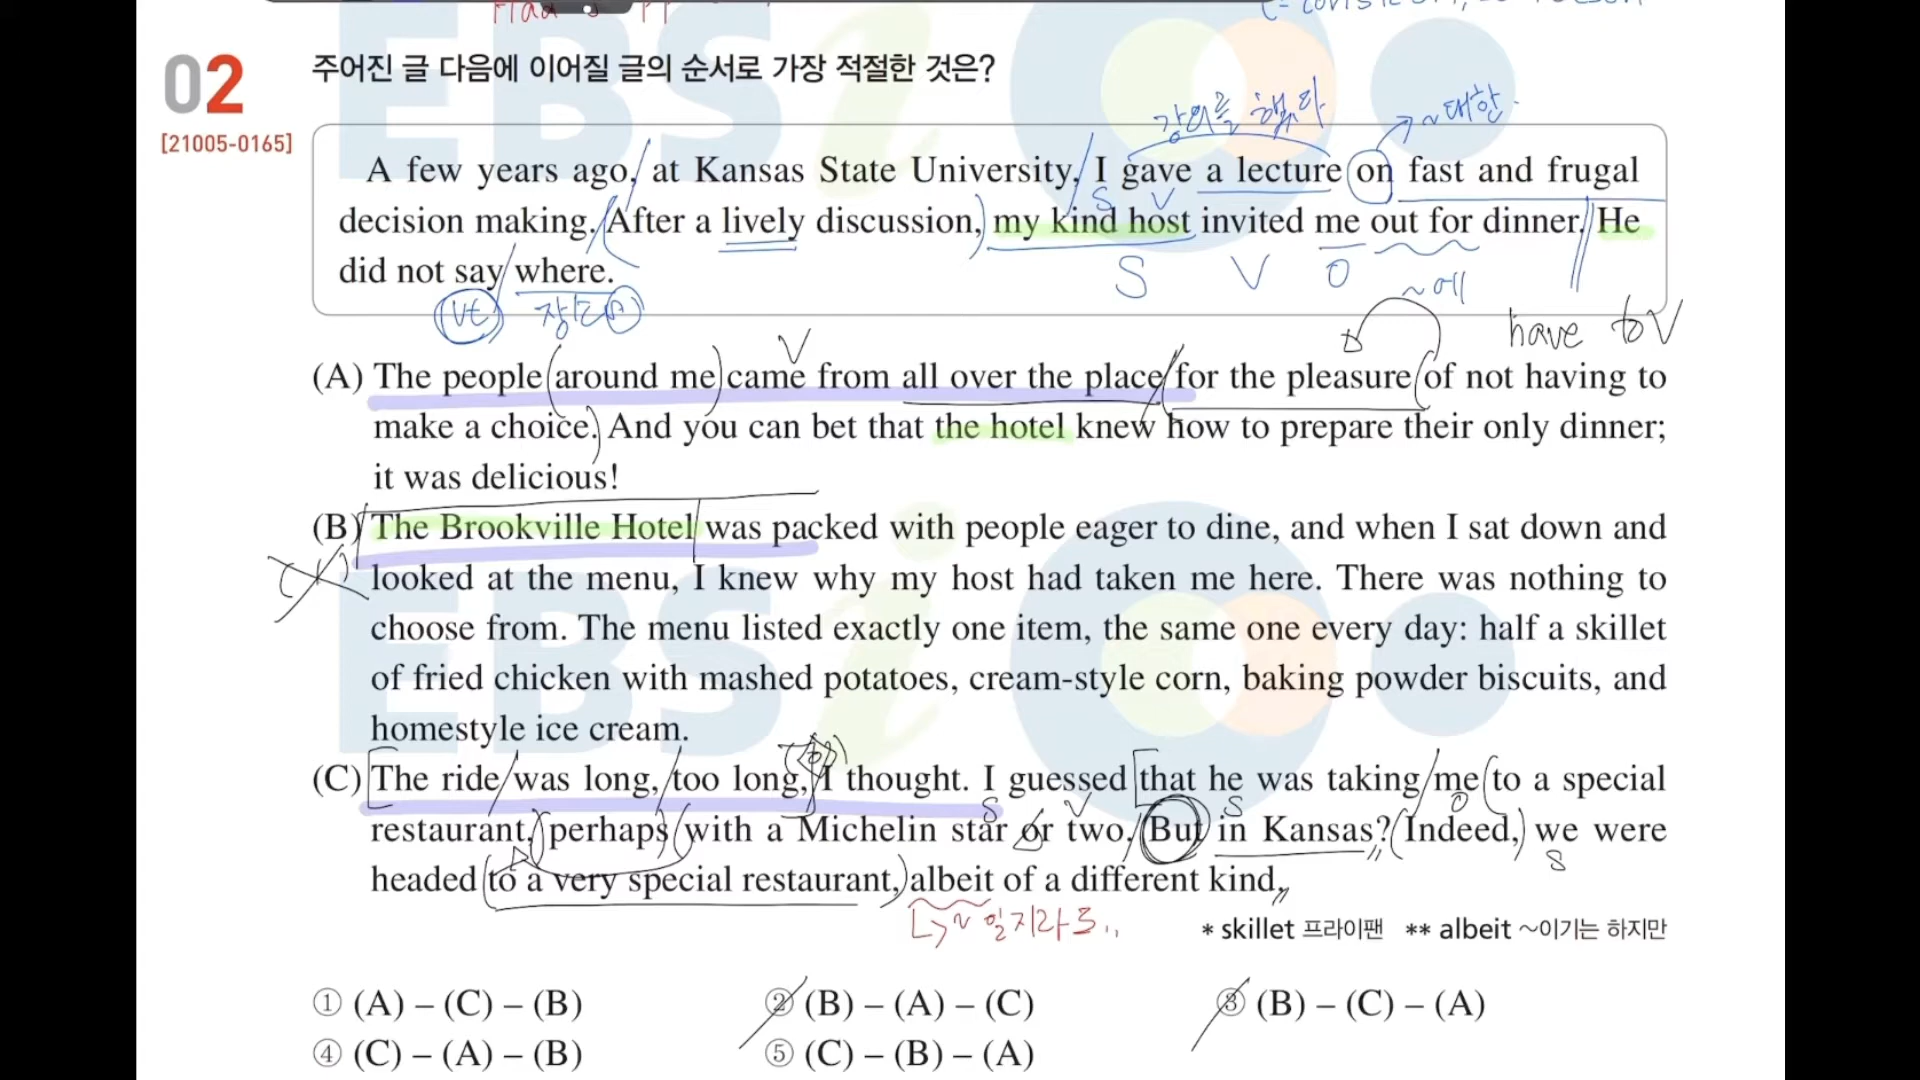 02
주어진 글 다음에 이어질 글의 순서로 가장 적절한 것은?
[21005-0165]
강의를 했다
~대한
A few years ago, at Kansas State University, I gave a lecture on fast and frugal
S V
decision making. After a lively discussion, my kind host invited me out for dinner. He
S V O ~에
did not say where.
vt
have to V
V
(A) The people around me came from all over the place for the pleasure of not having to
make a choice. And you can bet that the hotel knew how to prepare their only dinner;
it was delicious!
(B) The Brookville Hotel was packed with people eager to dine, and when I sat down and
looked at the menu, I knew why my host had taken me here. There was nothing to
choose from. The menu listed exactly one item, the same one every day: half a skillet
of fried chicken with mashed potatoes, cream-style corn, baking powder biscuits, and
homestyle ice cream.
(C) The ride was long, too long, I thought. I guessed that he was taking me to a special
S V S O
restaurant, perhaps with a Michelin star or two. But in Kansas? Indeed, we were
S
headed to a very special restaurant, albeit of a different kind.
~일지라도..
* skillet 프라이팬 ** albeit ~이기는 하지만
① (A) – (C) – (B) ② (B) – (A) – (C) ③ (B) – (C) – (A)
④ (C) – (A) – (B) ⑤ (C) – (B) – (A)